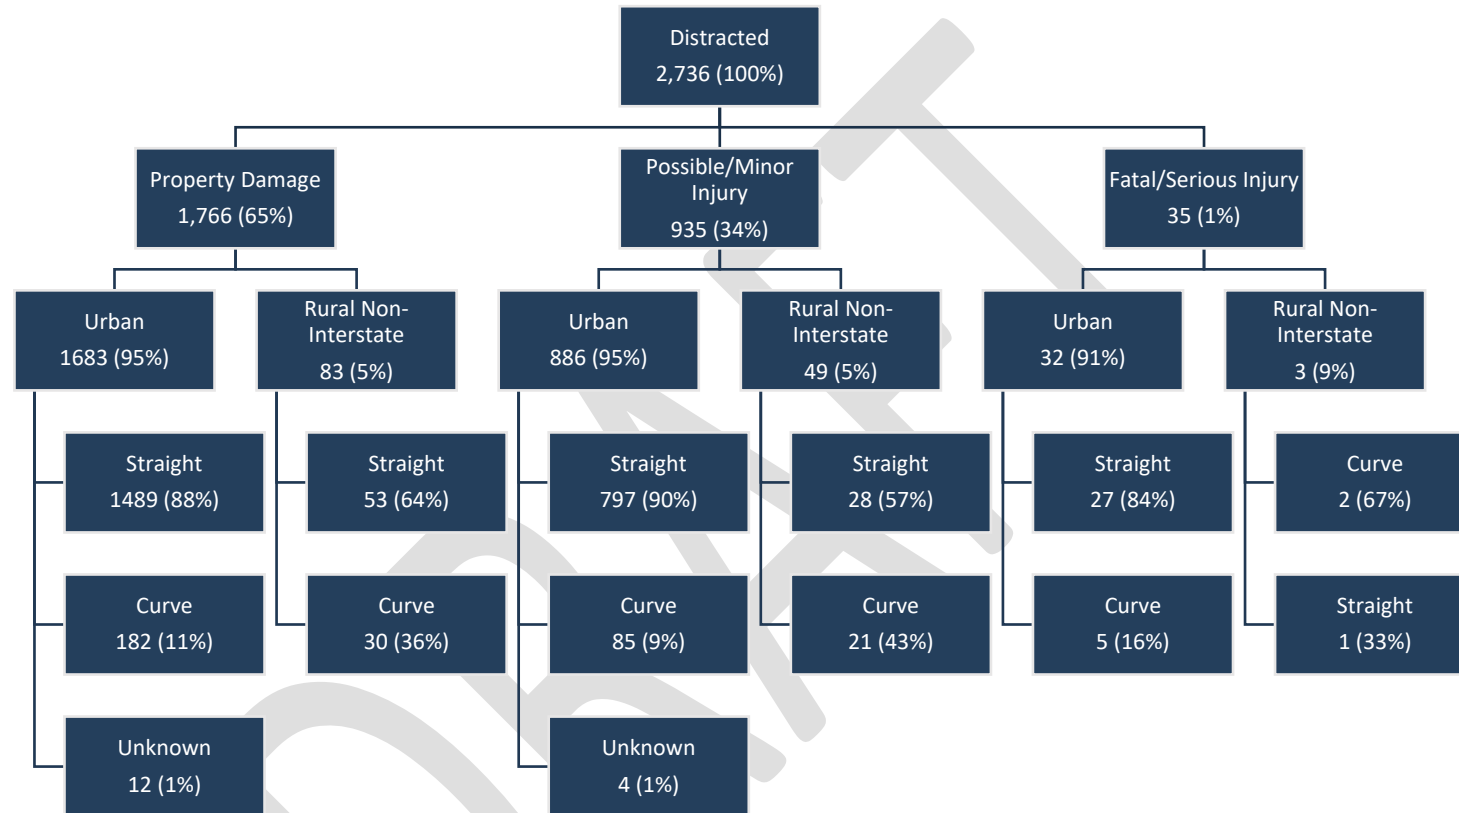 Distracted
2,736 (100%)
Property Damage
1,766 (65%)
Possible/Minor
Injury
935 (34%)
Fatal/Serious Injury
35 (1%)
Urban
1683 (95%)
Rural Non-
Interstate
83 (5%)
Urban
886 (95%)
Rural Non-
Interstate
49 (5%)
Urban
32 (91%)
Rural Non-
Interstate
3 (9%)
Straight
1489 (88%)
Straight
53 (64%)
Straight
797 (90%)
Straight
28 (57%)
Straight
27 (84%)
Curve
2 (67%)
Curve
182 (11%)
Curve
30 (36%)
Curve
85 (9%)
Curve
21 (43%)
Curve
5 (16%)
Straight
1 (33%)
Unknown
12 (1%)
Unknown
4 (1%)
DRAFT